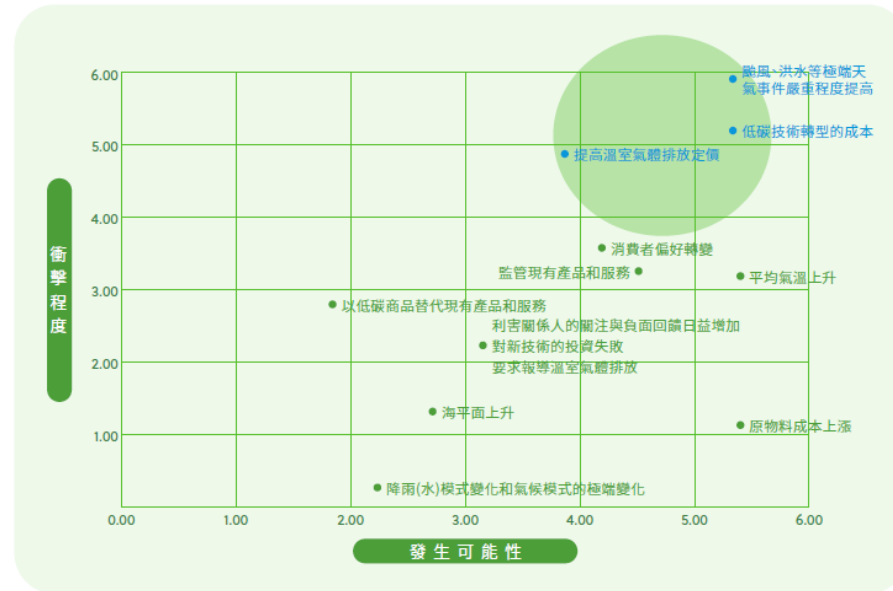 6.00
颱風、洪水等極端天
氣事件嚴重程度提高
低碳技術轉型的成本
5.00
提高溫室氣體排放定價
4.00
消費者偏好轉變
監管現有產品和服務
平均氣溫上升
衝擊程度
3.00
以低碳商品替代現有產品和服務
利害關係人的關注與負面回饋日益增加
對新技術的投資失敗
要求報導溫室氣體排放
2.00
海平面上升
原物料成本上漲
1.00
降雨(水)模式變化和氣候模式的極端變化
0.00 1.00 2.00 3.00 4.00 5.00 6.00
發生可能性